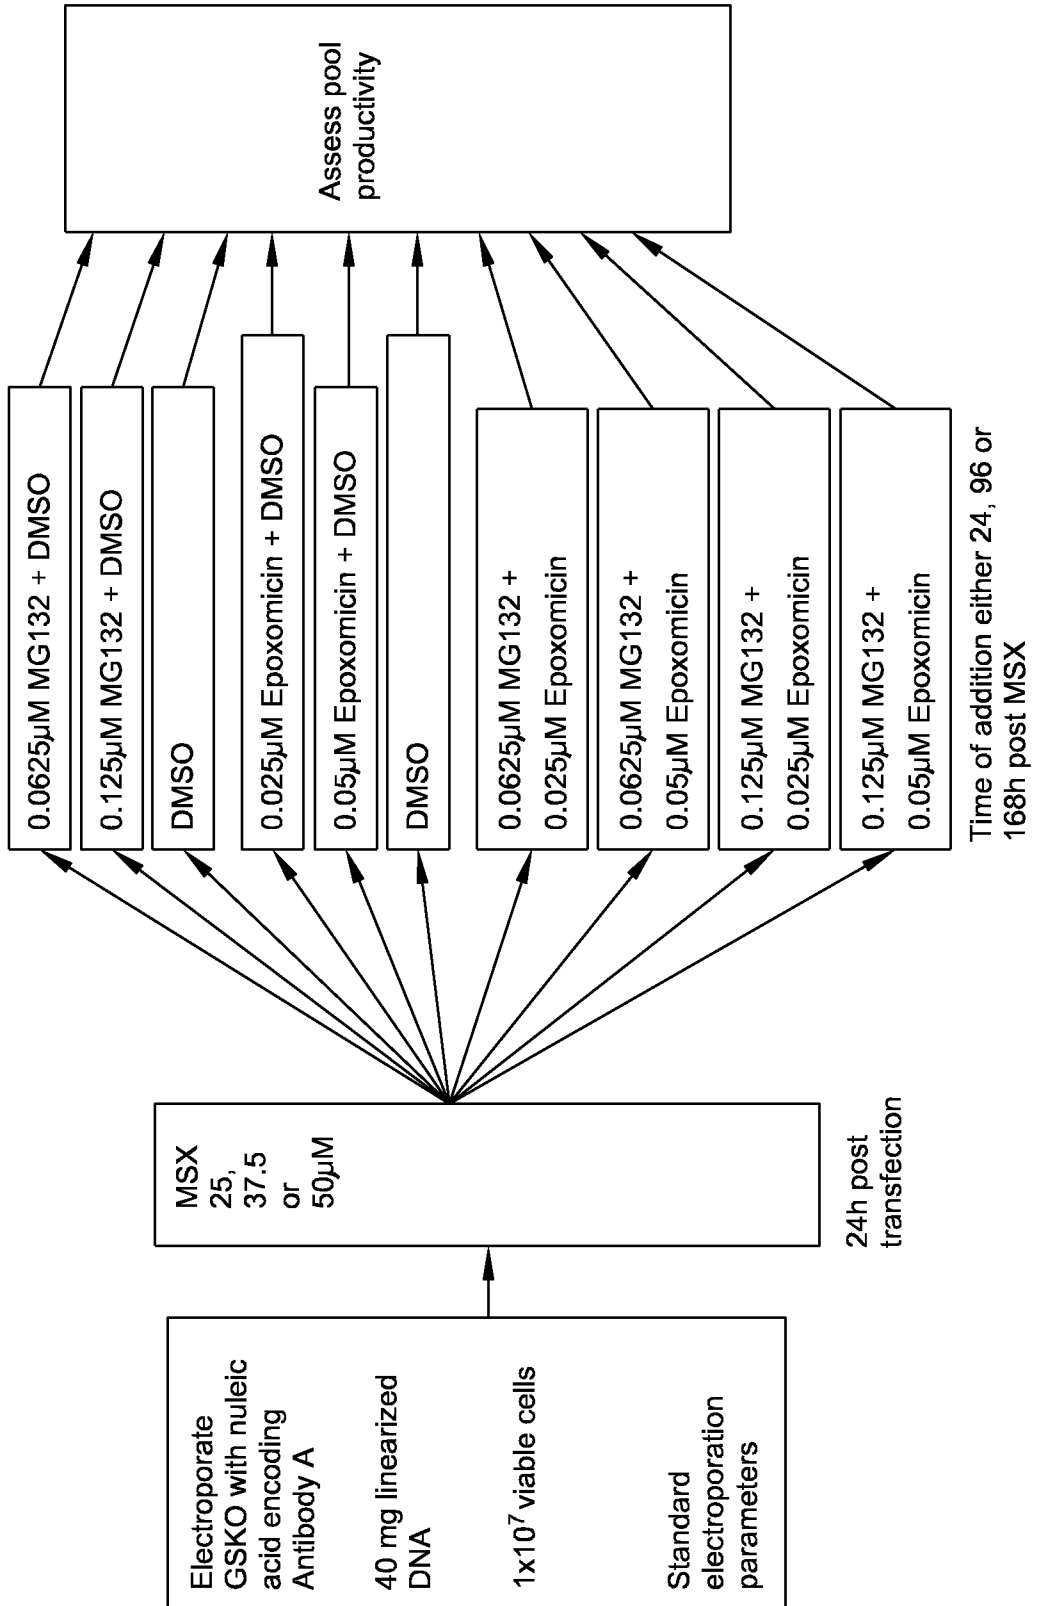 Electroporate
GSKO with nuleic
acid encoding
Antibody A
40 mg linearized
DNA
1x10⁷ viable cells
Standard
electroporation
parameters
MSX
25,
37.5
or
50µM
24h post
transfection
0.0625µM MG132 + DMSO
0.125µM MG132 + DMSO
DMSO
0.025µM Epoxomicin + DMSO
0.05µM Epoxomicin + DMSO
DMSO
0.0625µM MG132 +
0.025µM Epoxomicin
0.0625µM MG132 +
0.05µM Epoxomicin
0.125µM MG132 +
0.025µM Epoxomicin
0.125µM MG132 +
0.05µM Epoxomicin
Time of addition either 24, 96 or
168h post MSX
Assess pool
productivity